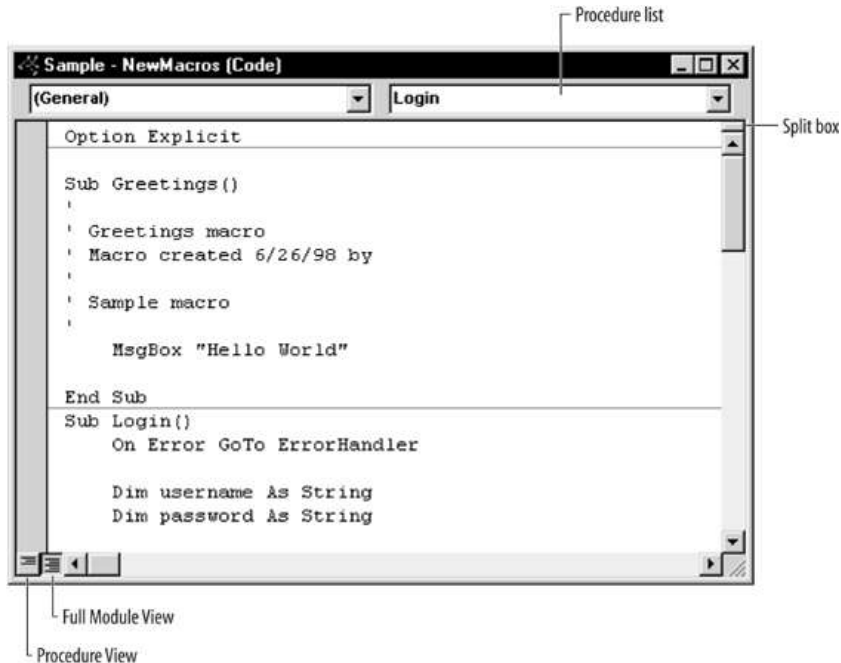 Procedure list
Sample - NewMacros (Code)
(General) Login
Split box
Option Explicit
Sub Greetings()
'
' Greetings macro
' Macro created 6/26/98 by
'
' Sample macro
'
MsgBox "Hello World"
End Sub
Sub Login()
On Error GoTo ErrorHandler
Dim username As String
Dim password As String
Full Module View
Procedure View